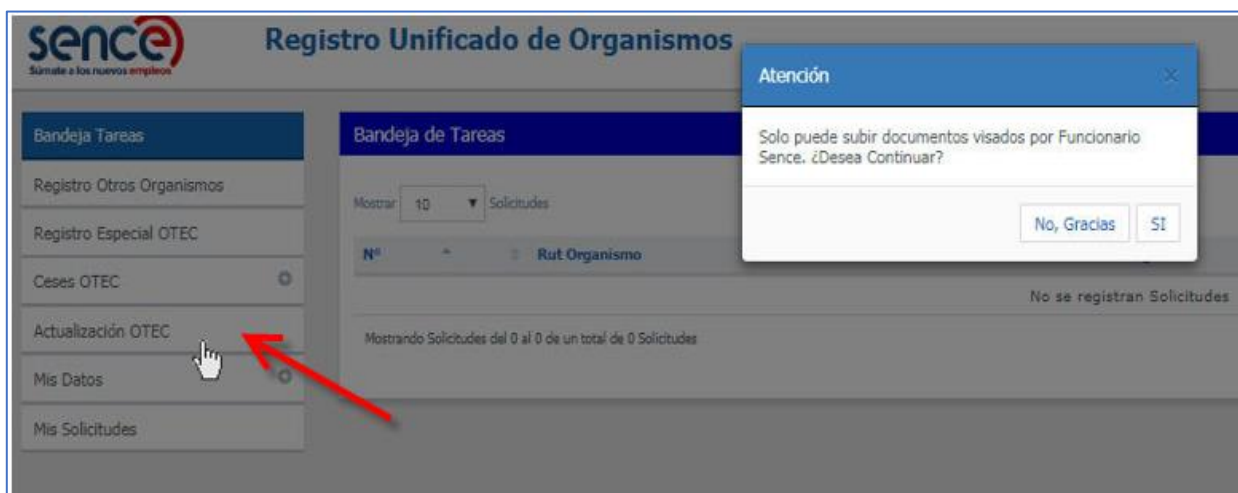 sence
Súmate a los nuevos empleos
Registro Unificado de Organismos
Atención
×
Solo puede subir documentos visados por Funcionario
Sence. ¿Desea Continuar?
No, Gracias
SI
Bandeja Tareas
Registro Otros Organismos
Registro Especial OTEC
Ceses OTEC
Actualización OTEC
Mis Datos
Mis Solicitudes
Bandeja de Tareas
Mostrar 10 Solicitudes
Nº Rut Organismo
No se registran Solicitudes
Mostrando Solicitudes del 0 al 0 de un total de 0 Solicitudes